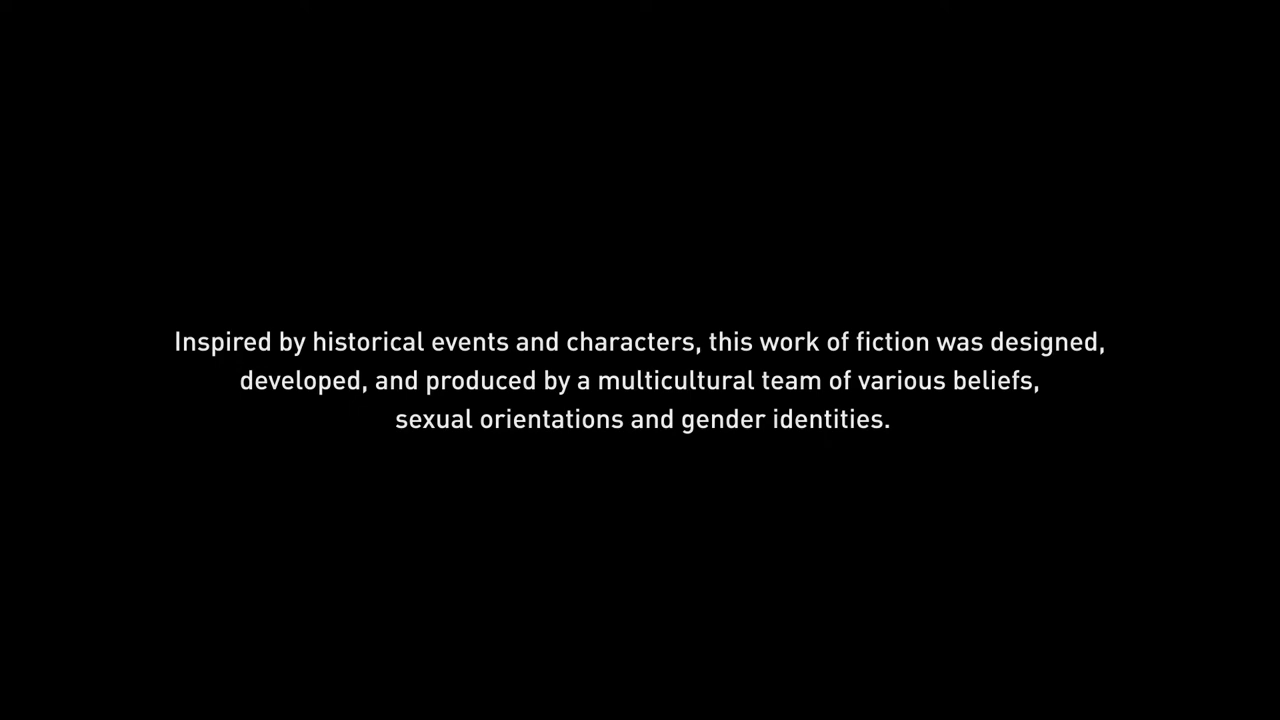 Inspired by historical events and characters, this work of fiction was designed,
developed, and produced by a multicultural team of various beliefs,
sexual orientations and gender identities.